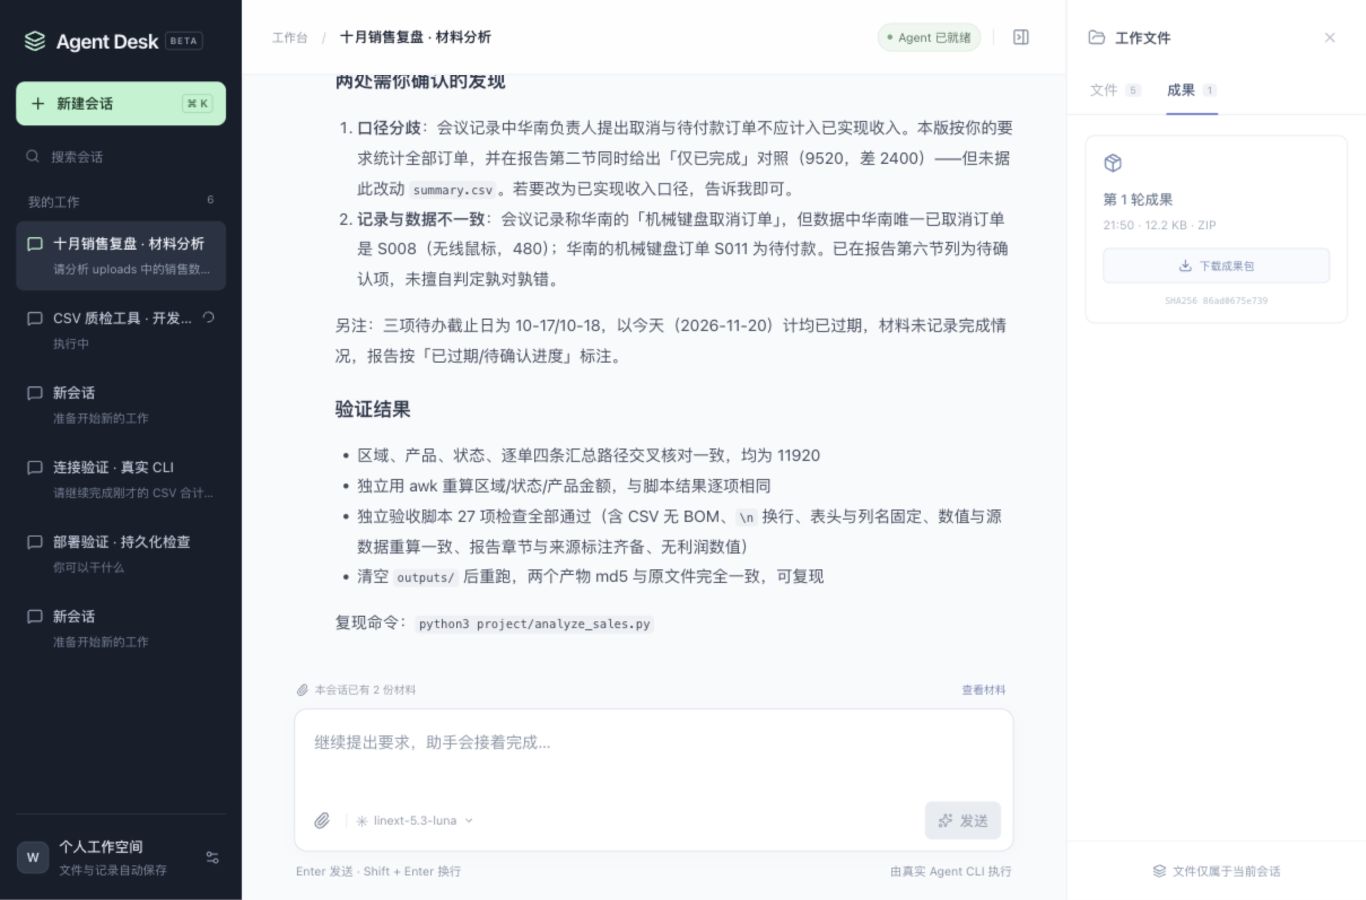 Agent Desk BETA
新建会话 ⌘ K
搜索会话
我的工作 6
十月销售复盘 · 材料分析
请分析 uploads 中的销售数...
CSV 质检工具 · 开发...
执行中
新会话
准备开始新的工作
连接验证 · 真实 CLI
请继续完成刚才的 CSV 合计...
部署验证 · 持久化检查
你可以干什么
新会话
准备开始新的工作
W 个人工作空间
文件与记录自动保存
工作台 / 十月销售复盘 · 材料分析
Agent 已就绪
两处需你确认的发现
1. 口径分歧：会议记录中华南负责人提出取消与待付款订单不应计入已实现收入。本版按你的要
求统计全部订单，并在报告第二节同时给出「仅已完成」对照（9520，差 2400）——但未据
此改动 summary.csv。若要改为已实现收入口径，告诉我即可。
2. 记录与数据不一致：会议记录称华南的「机械键盘取消订单」，但数据中华南唯一已取消订单
是 S008（无线鼠标，480）；华南的机械键盘订单 S011 为待付款。已在报告第六节列为待确
认项，未擅自判定孰对孰错。
另注：三项待办截止日为 10-17/10-18，以今天（2026-11-20）计均已过期，材料未记录完成情
况，报告按「已过期/待确认进度」标注。
验证结果
• 区域、产品、状态、逐单四条汇总路径交叉核对一致，均为 11920
• 独立用 awk 重算区域/状态/产品金额，与脚本结果逐项相同
• 独立验收脚本 27 项检查全部通过（含 CSV 无 BOM、\n 换行、表头与列名固定、数值与源
数据重算一致、报告章节与来源标注齐备、无利润数值）
• 清空 outputs/ 后重跑，两个产物 md5 与原文件完全一致，可复现
复现命令：python3 project/analyze_sales.py
本会话已有 2 份材料 查看材料
继续提出要求，助手会接着完成...
linext-5.3-luna 发送
Enter 发送 · Shift + Enter 换行 由真实 Agent CLI 执行
工作文件
文件 5 成果 1
第 1 轮成果
21:50 · 12.2 KB · ZIP
下载成果包
SHA256 86ad0675e739
文件仅属于当前会话